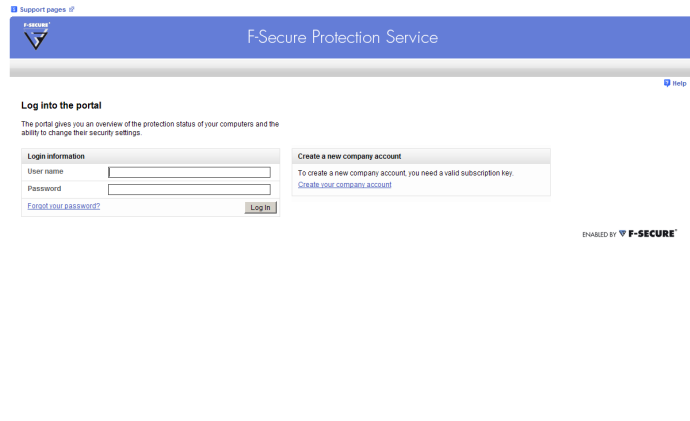 Support pages
F-SECURE
F-Secure Protection Service
Help
Log into the portal
The portal gives you an overview of the protection status of your computers and the
ability to change their security settings.
Login information
User name
Password
Forgot your password?
Log In
Create a new company account
To create a new company account, you need a valid subscription key.
Create your company account
ENABLED BY F-SECURE